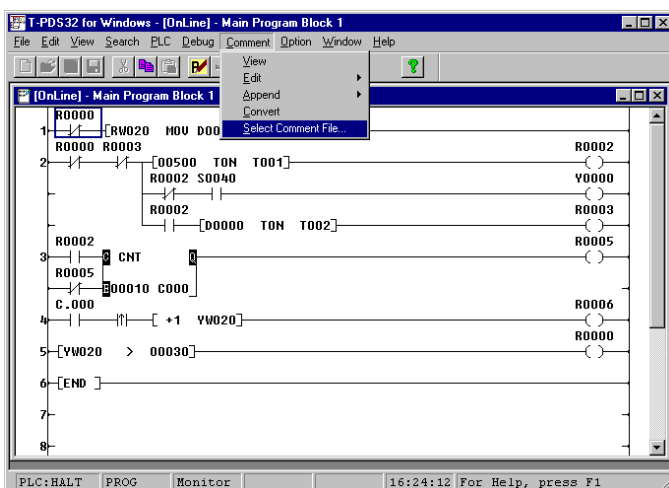 T-PDS32 for Windows - [OnLine] - Main Program Block 1
File Edit View Search PLC Debug Comment Option Window Help
View
Edit
Append
Convert
Select Comment File...
[OnLine] - Main Program Block 1
R0000
1 [RW020 MOV D00
R0000 R0003 R0002
2 [00500 TON T001]
R0002 S0040 Y0000
R0002 R0003
[D0000 TON T002]
R0002 R0005
3 C CNT Q
R0005
E 00010 C000
C.000 R0006
4 [ +1 YW020]
R0000
5 [YW020 > 00030]
6 [END ]
7
8
PLC:HALT PROG Monitor 16:24:12 For Help, press F1